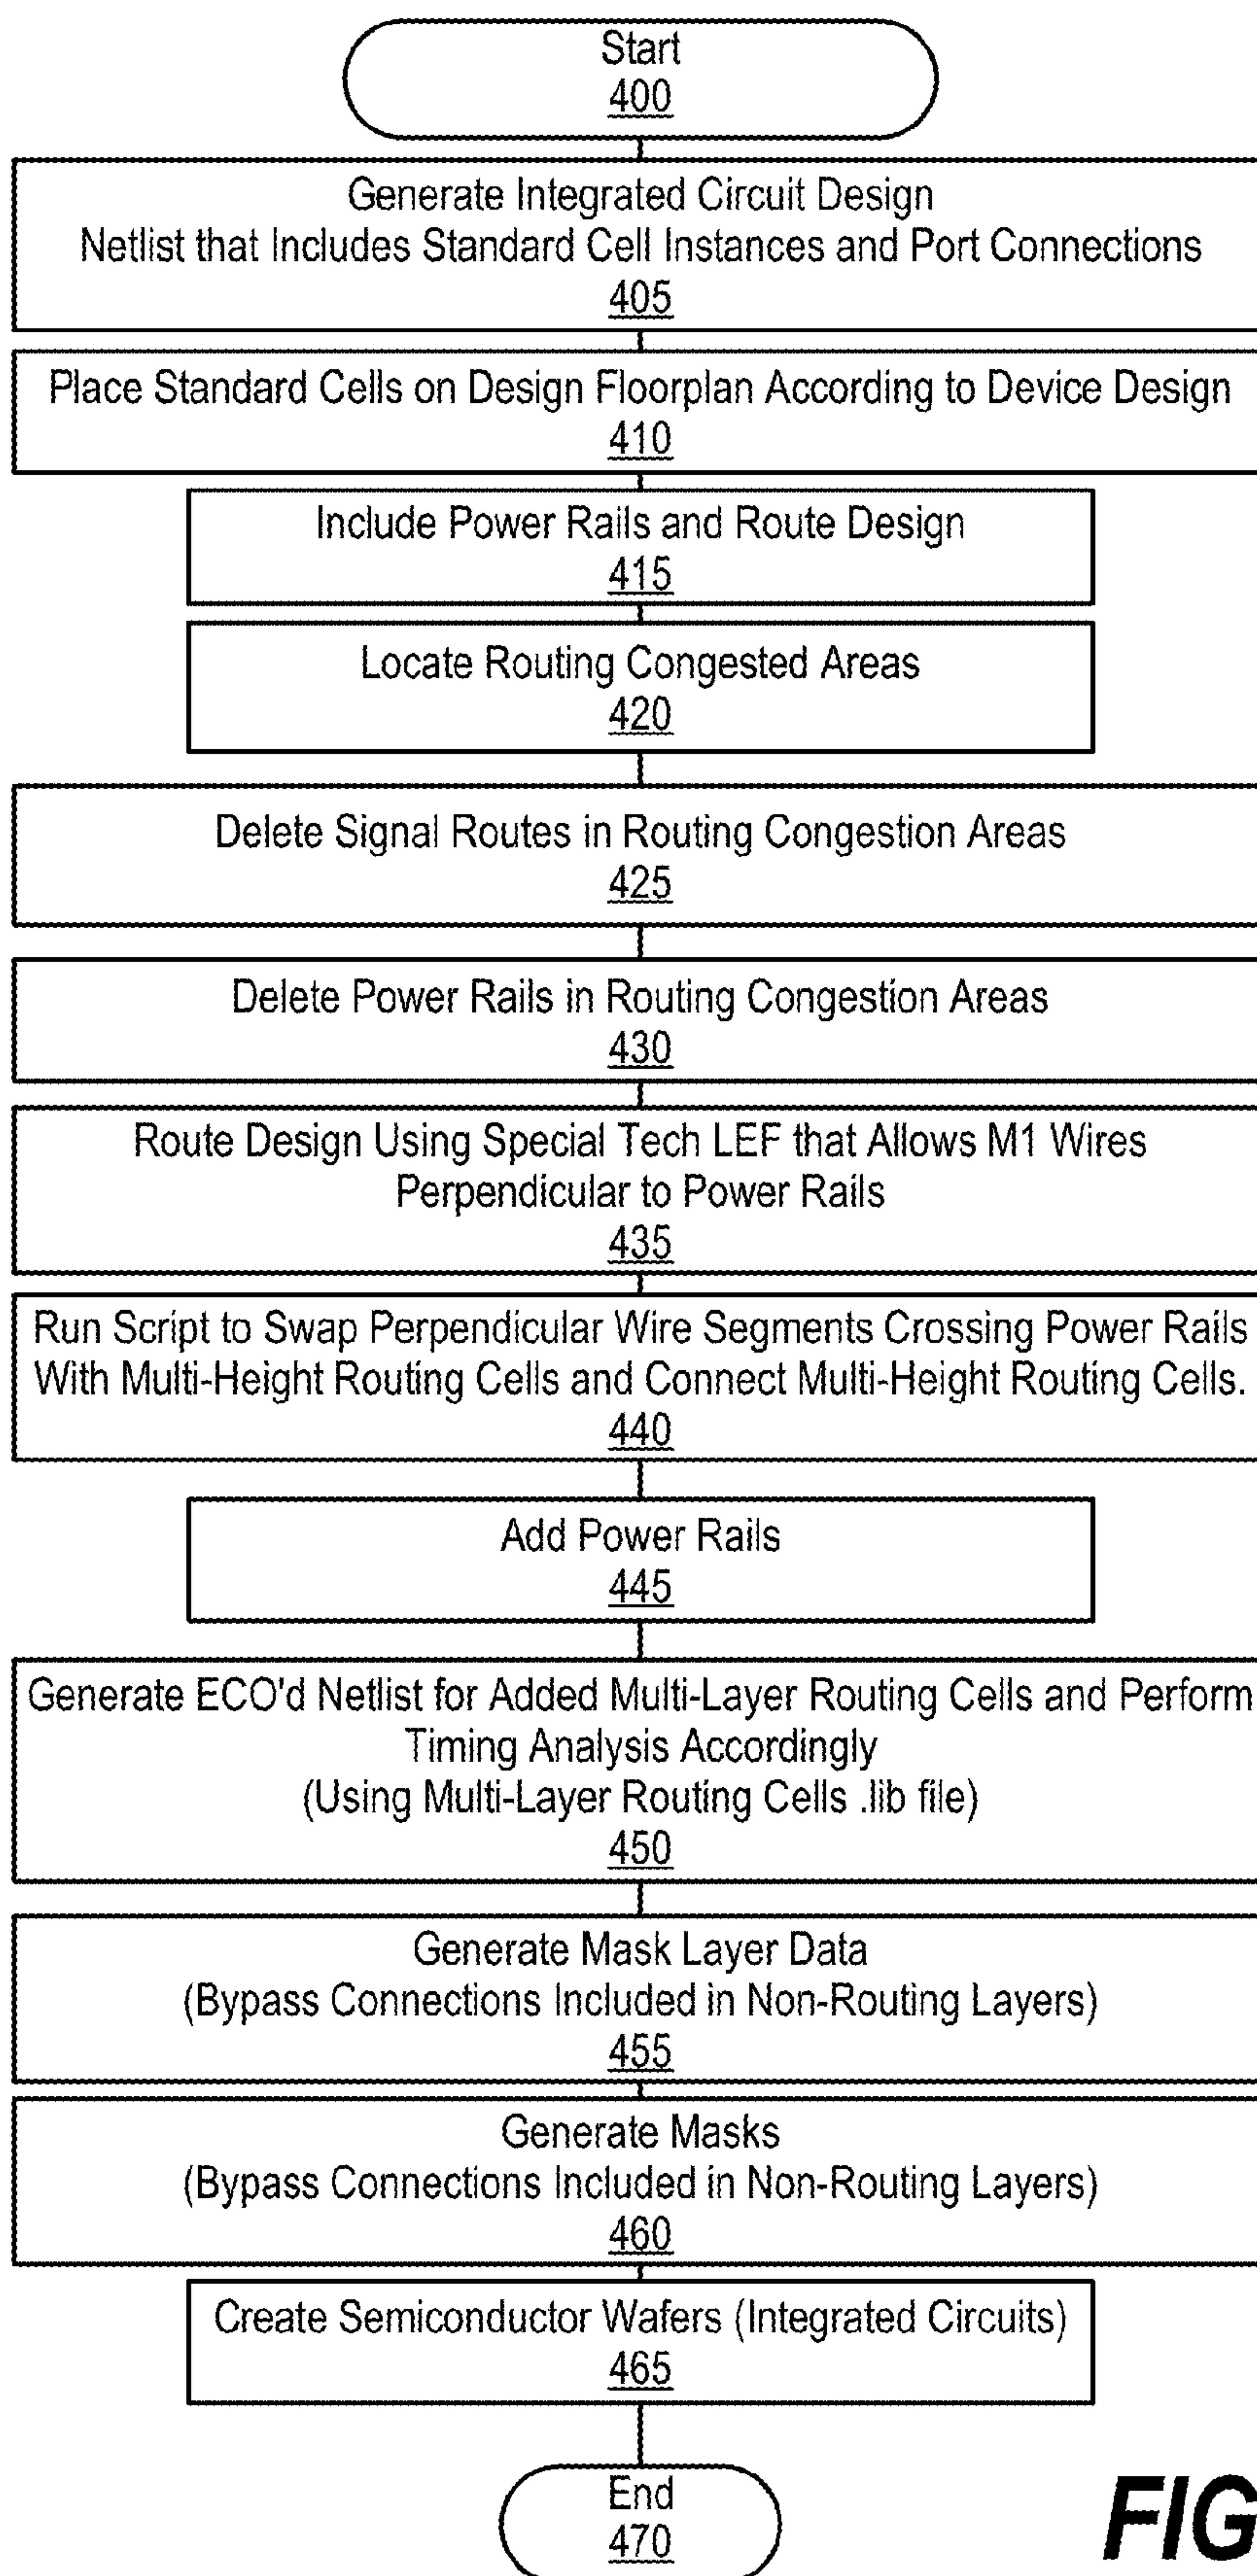 Start
400
Generate Integrated Circuit Design
Netlist that Includes Standard Cell Instances and Port Connections
405
Place Standard Cells on Design Floorplan According to Device Design
410
Include Power Rails and Route Design
415
Locate Routing Congested Areas
420
Delete Signal Routes in Routing Congestion Areas
425
Delete Power Rails in Routing Congestion Areas
430
Route Design Using Special Tech LEF that Allows M1 Wires
Perpendicular to Power Rails
435
Run Script to Swap Perpendicular Wire Segments Crossing Power Rails
With Multi-Height Routing Cells and Connect Multi-Height Routing Cells.
440
Add Power Rails
445
Generate ECO'd Netlist for Added Multi-Layer Routing Cells and Perform
Timing Analysis Accordingly
(Using Multi-Layer Routing Cells .lib file)
450
Generate Mask Layer Data
(Bypass Connections Included in Non-Routing Layers)
455
Generate Masks
(Bypass Connections Included in Non-Routing Layers)
460
Create Semiconductor Wafers (Integrated Circuits)
465
End
470
FIG